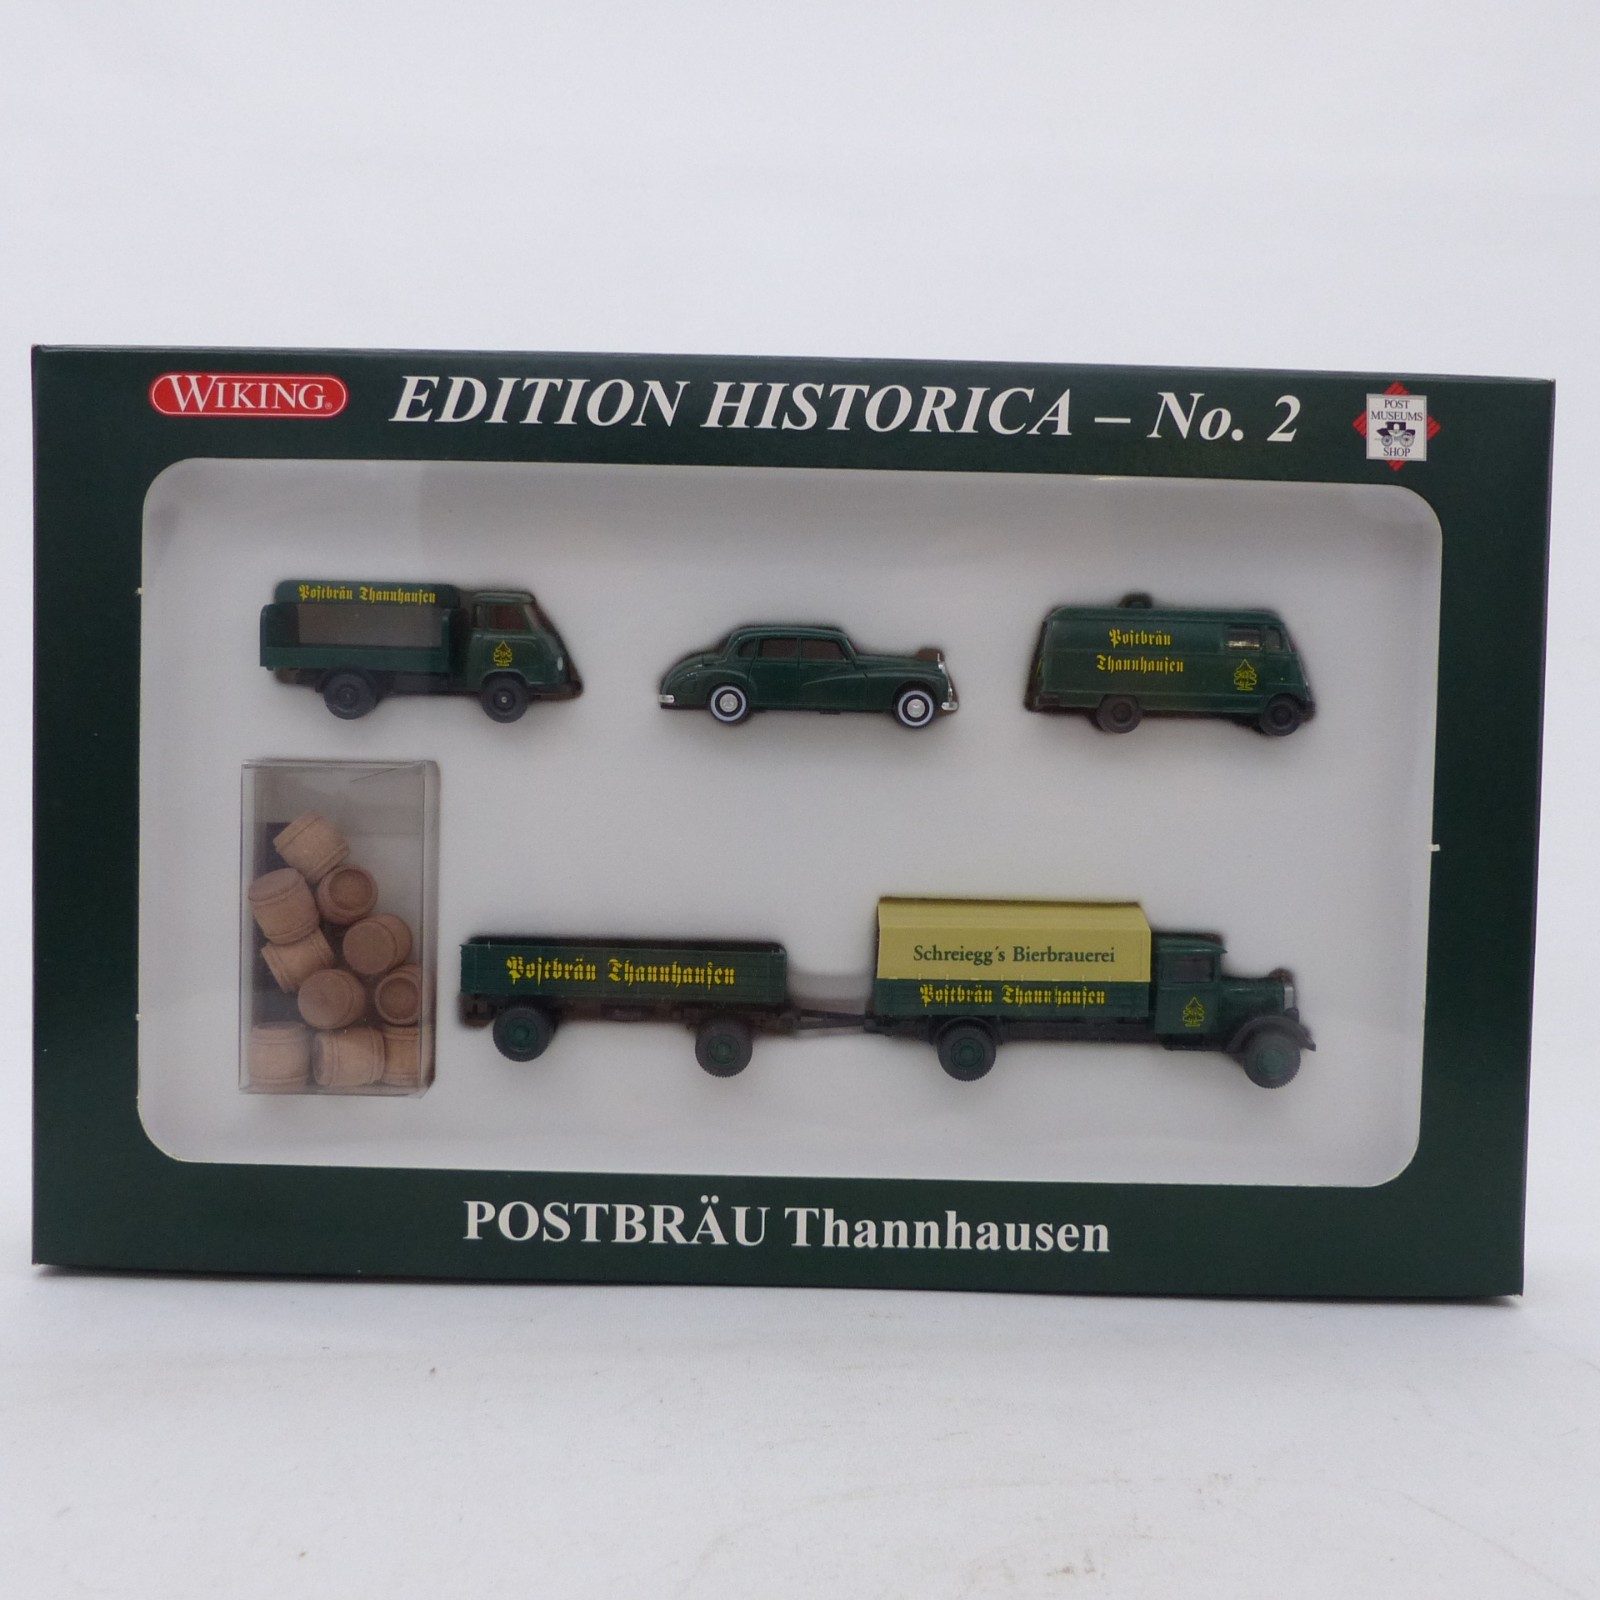 WIKING®
EDITION HISTORICA – No. 2
POST
MUSEUMS
SHOP
Postbräu Thannhausen
Postbräu
Thannhausen
Postbräu Thannhausen
Schreiegg´s Bierbrauerei
Postbräu Thannhausen
POSTBRÄU Thannhausen